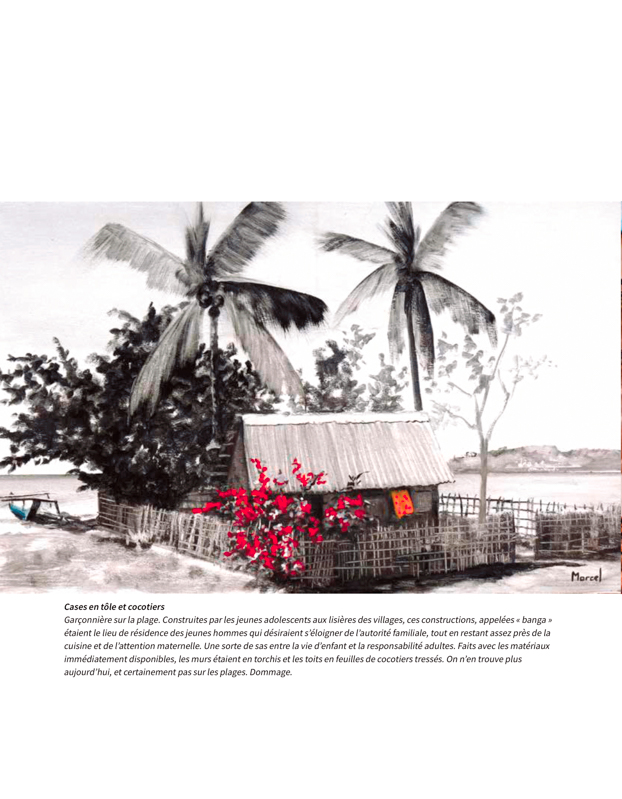 Marcel
Cases en tôle et cocotiers
Garçonnière sur la plage. Construites par les jeunes adolescents aux lisières des villages, ces constructions, appelées « banga »
étaient le lieu de résidence des jeunes hommes qui désiraient s’éloigner de l’autorité familiale, tout en restant assez près de la
cuisine et de l’attention maternelle. Une sorte de sas entre la vie d’enfant et la responsabilité adultes. Faits avec les matériaux
immédiatement disponibles, les murs étaient en torchis et les toits en feuilles de cocotiers tressés. On n’en trouve plus
aujourd’hui, et certainement pas sur les plages. Dommage.